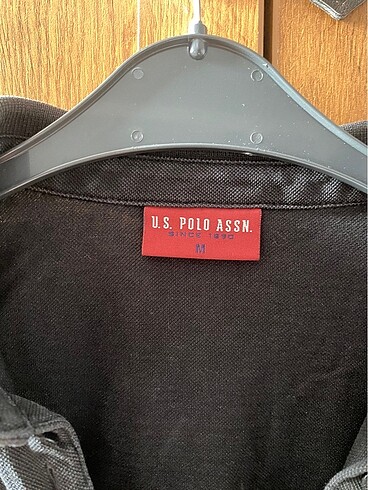 U.S. POLO ASSN.
SINCE 1890
M